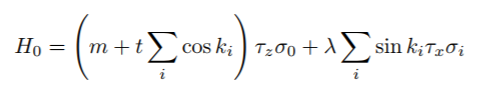 H_0 = \left( m + t \sum_i \cos k_i \right) \tau_z \sigma_0 + \lambda \sum_i \sin k_i \tau_x \sigma_i